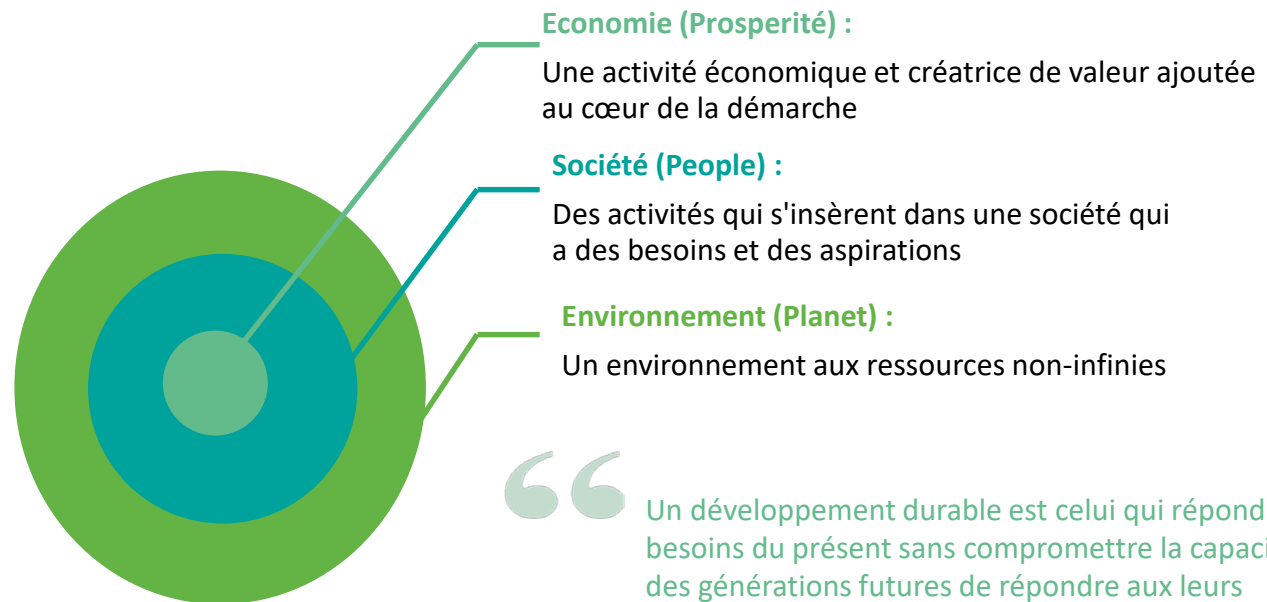 Economie (Prosperité) :
Une activité économique et créatrice de valeur ajoutée
au cœur de la démarche
Société (People) :
Des activités qui s'insèrent dans une société qui
a des besoins et des aspirations
Environnement (Planet) :
Un environnement aux ressources non-infinies
“
Un développement durable est celui qui répond
besoins du présent sans compromettre la
des générations futures de répondre aux leurs